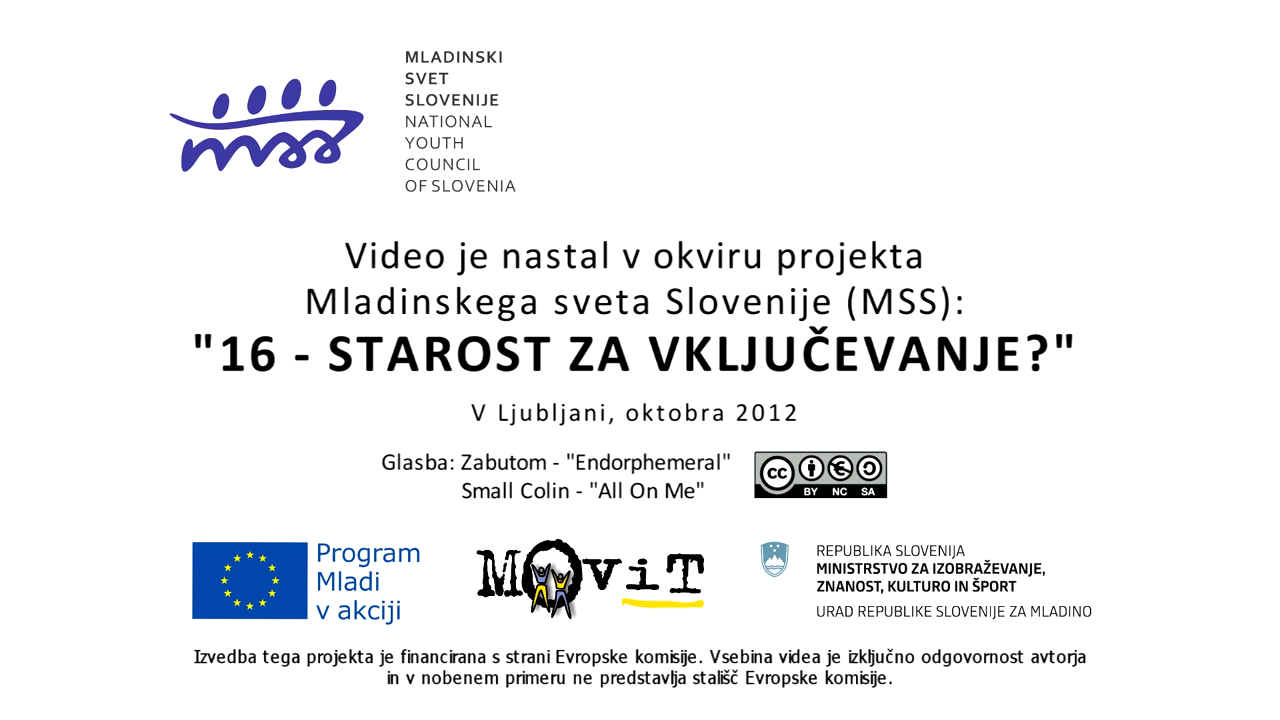 mss
MLADINSKI
SVET
SLOVENIJE
NATIONAL
YOUTH
COUNCIL
OF SLOVENIA
Video je nastal v okviru projekta
Mladinskega sveta Slovenije (MSS):
"16 - STAROST ZA VKLJUČEVANJE?"
V Ljubljani, oktobra 2012
Glasba: Zabutom - "Endorphemeral"
Small Colin - "All On Me"
cc
BY NC SA
Program
Mladi
v akciji
MOViT
REPUBLIKA SLOVENIJA
MINISTRSTVO ZA IZOBRAŽEVANJE,
ZNANOST, KULTURO IN ŠPORT
URAD REPUBLIKE SLOVENIJE ZA MLADINO
Izvedba tega projekta je financirana s strani Evropske komisije. Vsebina videa je izključno odgovornost avtorja
in v nobenem primeru ne predstavlja stališč Evropske komisije.